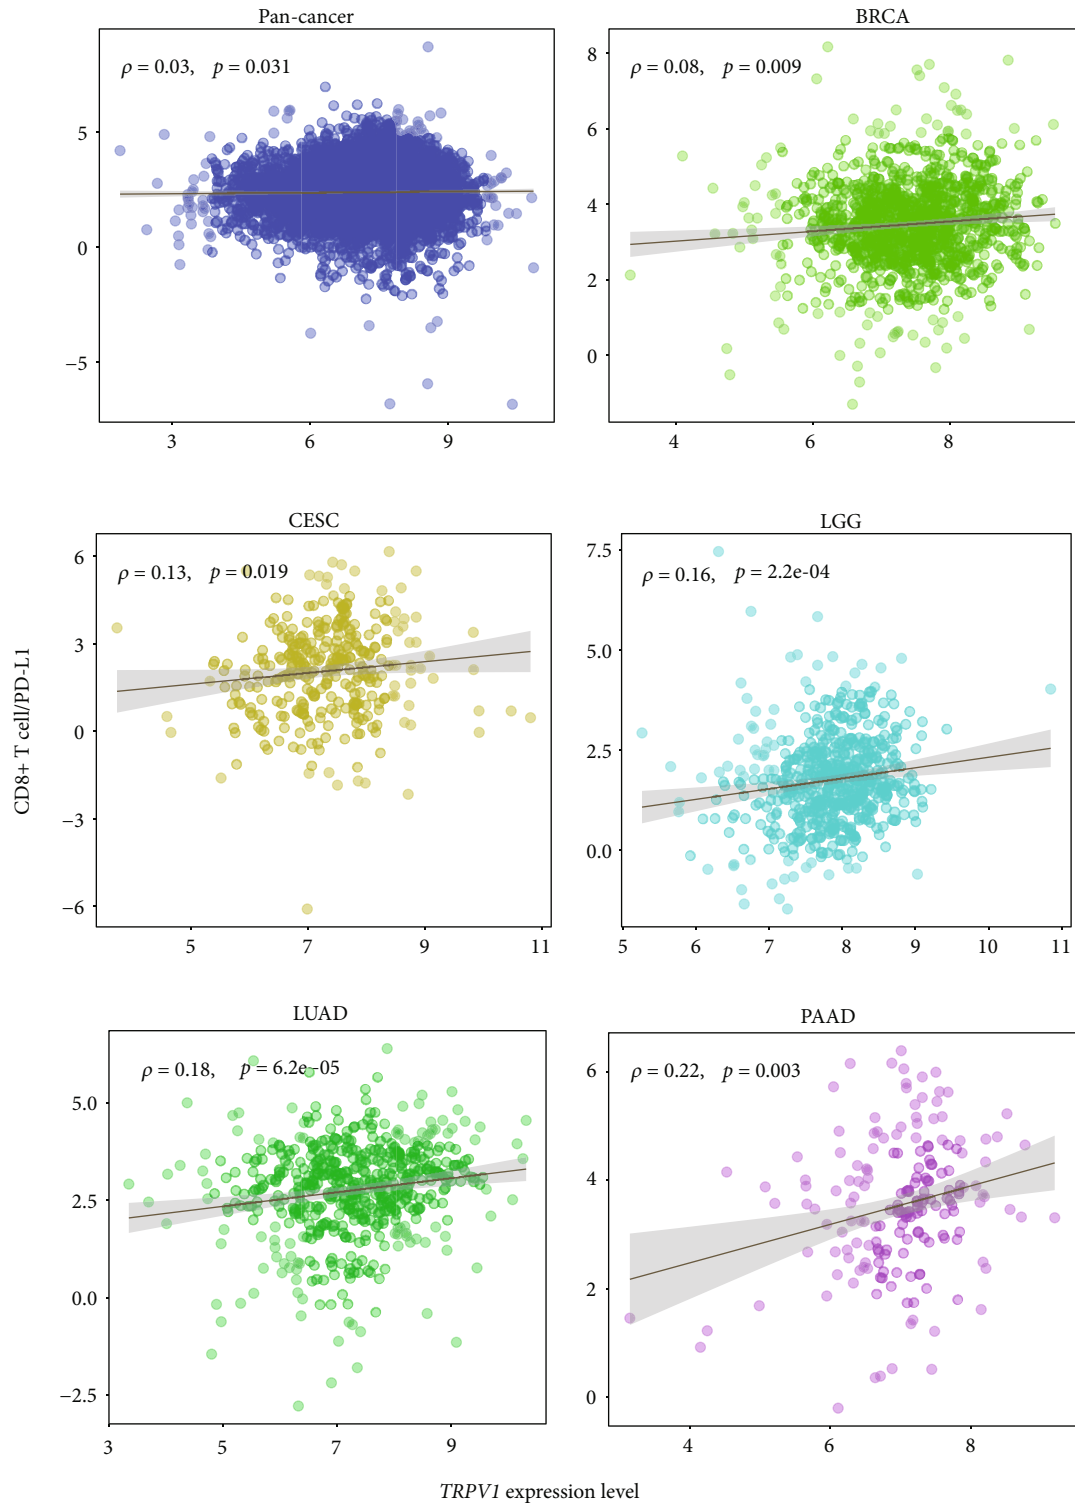 Pan-cancer
ρ = 0.03, p = 0.031
5
0
−5
3 6 9
BRCA
ρ = 0.08, p = 0.009
8
6
4
2
0
4 6 8
CD8+ T cell/PD-L1
CESC
ρ = 0.13, p = 0.019
6
3
0
−3
−6
5 7 9 11
LGG
ρ = 0.16, p = 2.2e-04
7.5
5.0
2.5
0.0
5 6 7 8 9 10 11
LUAD
ρ = 0.18, p = 6.2e−05
5.0
2.5
0.0
−2.5
3 5 7 9
PAAD
ρ = 0.22, p = 0.003
6
4
2
0
4 6 8
TRPV1 expression level